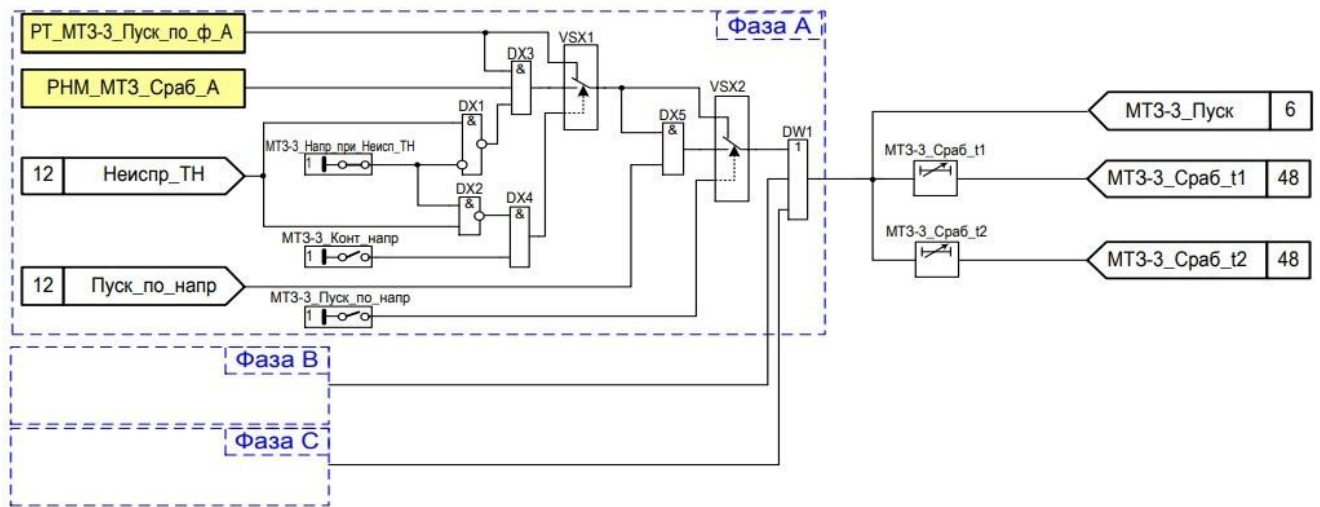 Фаза А
РТ_МТЗ-3_Пуск_по_ф_А
VSX1
DX3
&
РНМ_МТЗ_Сраб_А
VSX2
DX1
&
DX5
&
МТЗ-3_Пуск 6
DW1
1
МТЗ-3_Напр_при_Неисп_ТН
1
МТЗ-3_Сраб_t1
12 Неиспр_ТН
МТЗ-3_Сраб_t1 48
DX2
&
DX4
&
МТЗ-3_Сраб_t2
МТЗ-3_Конт_напр
1
МТЗ-3_Сраб_t2 48
12 Пуск_по_напр
МТЗ-3_Пуск_по_напр
1
Фаза В
Фаза С